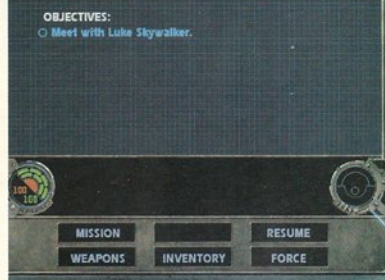 OBJECTIVES:
Meet with Luke Skywalker.
100
100
MISSION
RESUME
WEAPONS
INVENTORY
FORCE